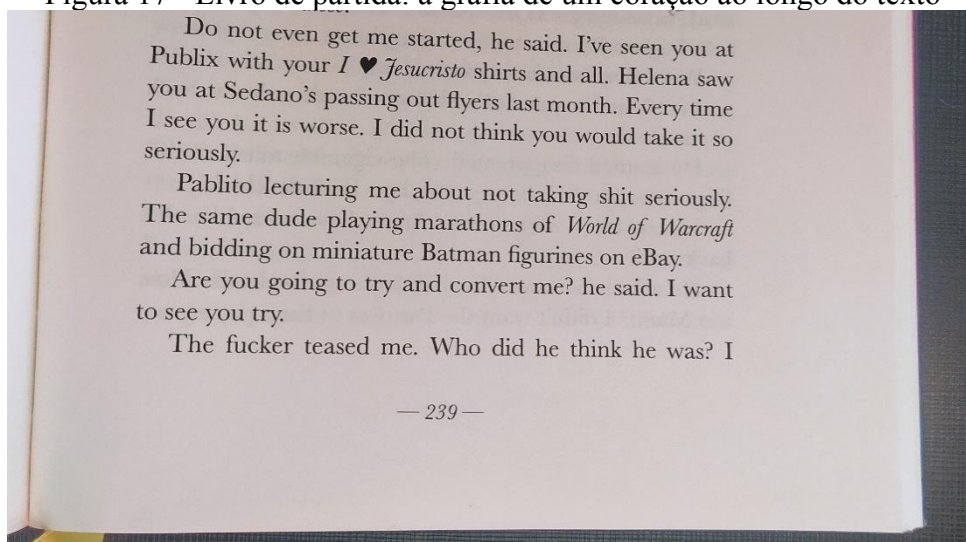 Figura 17 - Livro de partida: a grafia de um coração ao longo do texto
Do not even get me started, he said. I’ve seen you at
Publix with your I ♥ Jesucristo shirts and all. Helena saw
you at Sedano’s passing out flyers last month. Every time
I see you it is worse. I did not think you would take it so
seriously.
Pablito lecturing me about not taking shit seriously.
The same dude playing marathons of World of Warcraft
and bidding on miniature Batman figurines on eBay.
Are you going to try and convert me? he said. I want
to see you try.
The fucker teased me. Who did he think he was? I
— 239 —